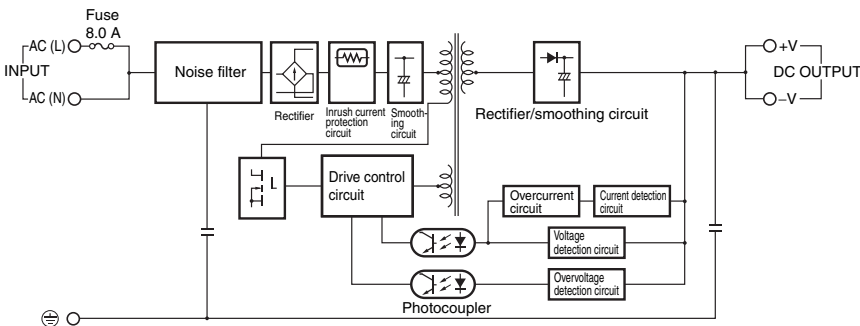 Fuse
8.0 A
AC (L)
INPUT
AC (N)
Noise filter
Rectifier
Inrush current
protection
circuit
Smooth-
ing
circuit
Rectifier/smoothing circuit
+V
DC OUTPUT
–V
Drive control
circuit
Overcurrent
circuit
Current detection
circuit
Voltage
detection circuit
Overvoltage
detection circuit
Photocoupler